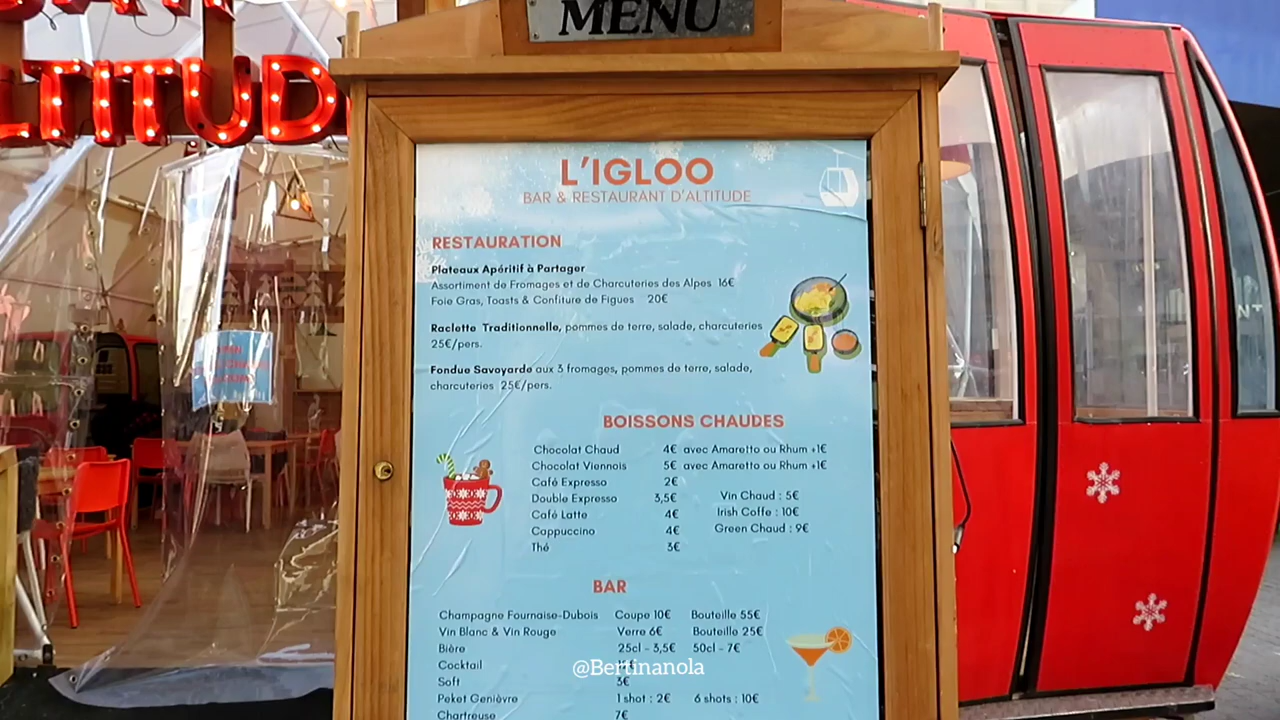 MENU
LTITUD
L'IGLOO
BAR & RESTAURANT D'ALTITUDE
RESTAURATION
Plateaux Apéritif à Partager
Assortiment de Fromages et de Charcuteries des Alpes 16€
Foie Gras, Toasts & Confiture de Figues 20€
Raclette Traditionnelle, pommes de terre, salade, charcuteries
25€/pers.
Fondue Savoyarde aux 3 fromages, pommes de terre, salade,
charcuteries 25€/pers.
BOISSONS CHAUDES
Chocolat Chaud 4€ avec Amaretto ou Rhum +1€
Chocolat Viennois 5€ avec Amaretto ou Rhum +1€
Café Expresso 2€
Double Expresso 3,5€ Vin Chaud : 5€
Café Latte 4€ Irish Coffe : 10€
Cappuccino 4€ Green Chaud : 9€
Thé 3€
BAR
Champagne Fournaise-Dubois Coupe 10€ Bouteille 55€
Vin Blanc & Vin Rouge Verre 6€ Bouteille 25€
Bière 25cl - 3,5€ 50cl - 7€
Cocktail
@Bertinanola
Soft 3€
Peket Genièvre 1 shot : 2€ 6 shots : 10€
Chartreuse 7€